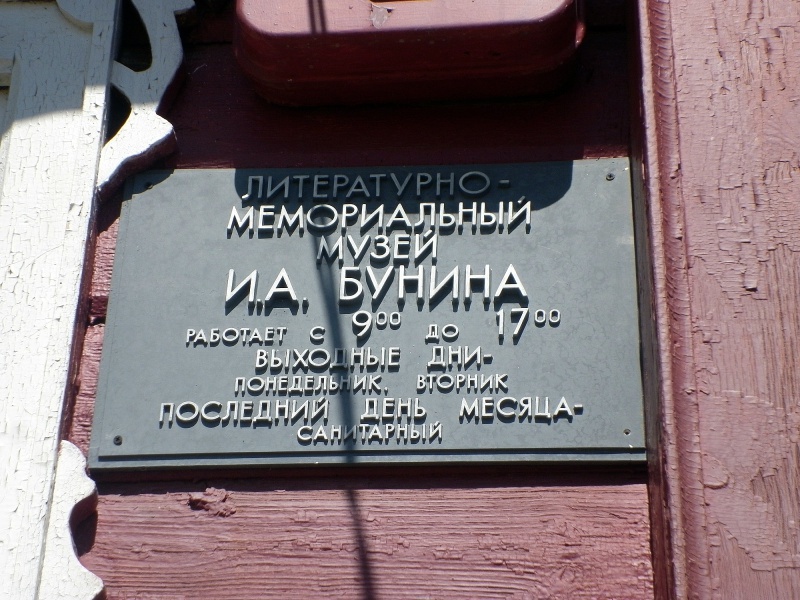 ЛИТЕРАТУРНО-
МЕМОРИАЛЬНЫЙ
МУЗЕЙ
И.А. БУНИНА
РАБОТАЕТ С 9⁰⁰ ДО 17⁰⁰
ВЫХОДНЫЕ ДНИ-
ПОНЕДЕЛЬНИК, ВТОРНИК
ПОСЛЕДНИЙ ДЕНЬ МЕСЯЦА-
САНИТАРНЫЙ